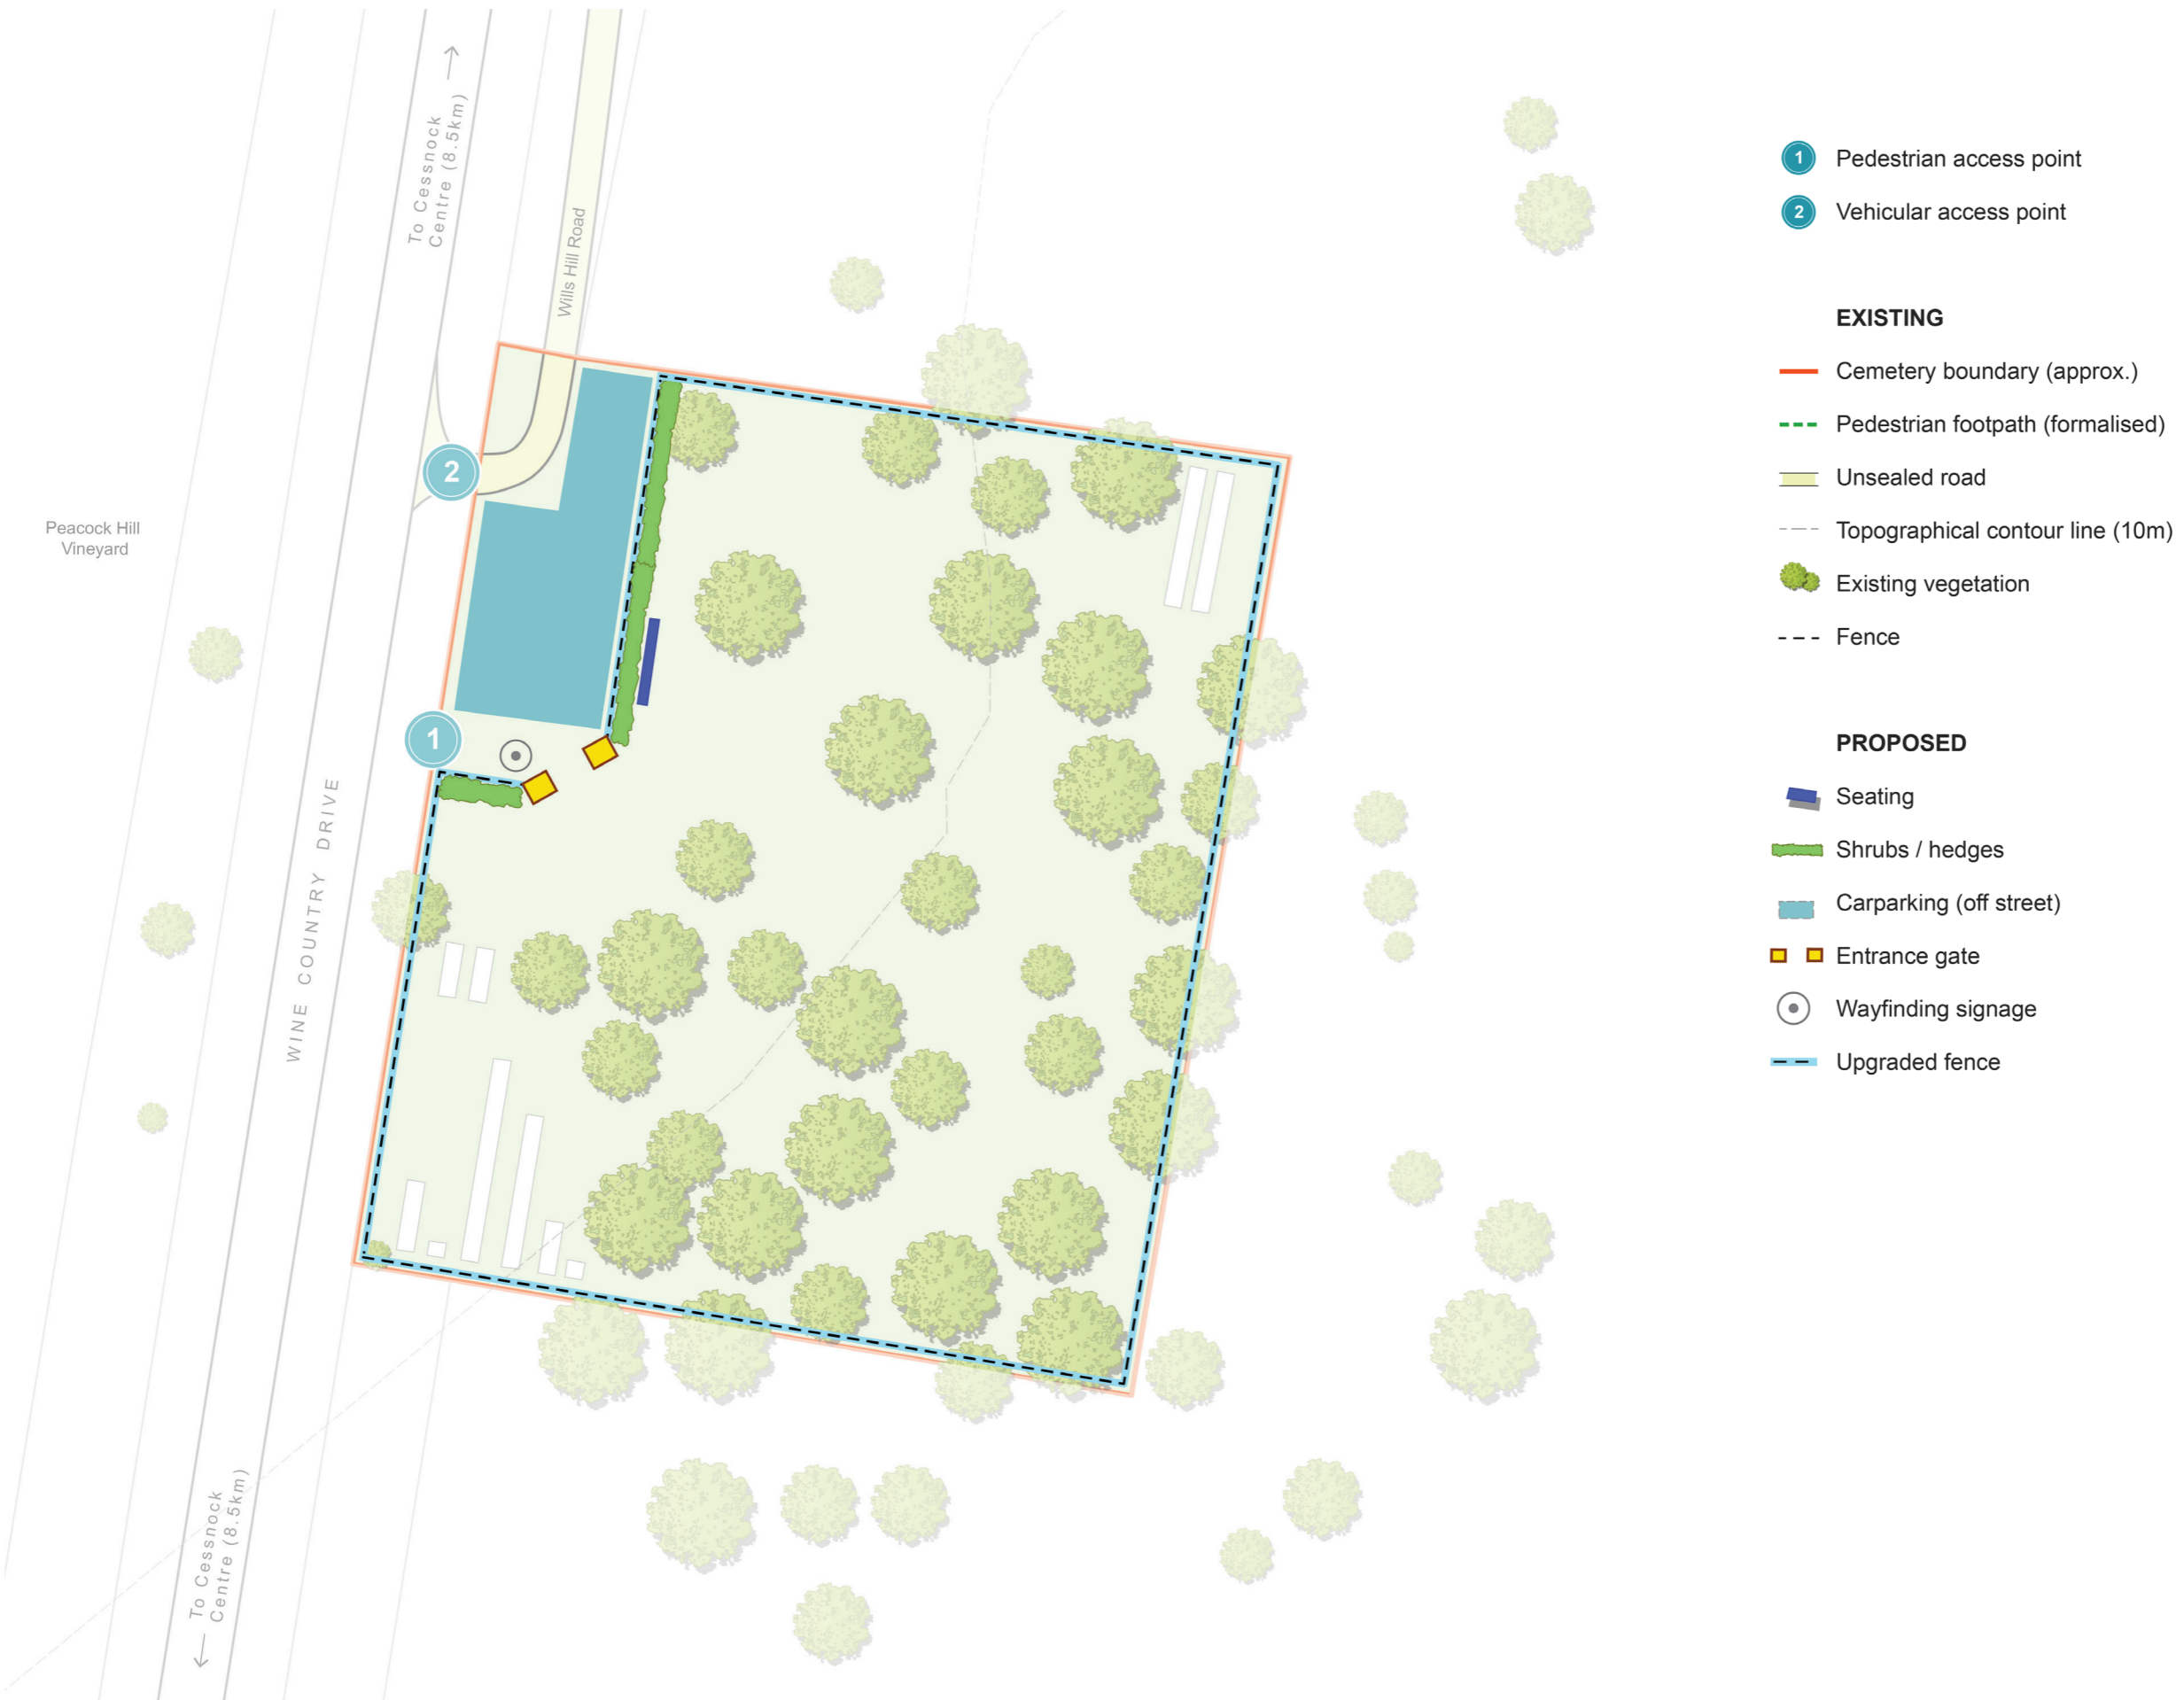 To Cessnock
Centre (8.5km)
Wills Hill Road
Peacock Hill
Vineyard
2
1
WINE COUNTRY DRIVE
To Cessnock
Centre (8.5km)
1 Pedestrian access point
2 Vehicular access point
EXISTING
Cemetery boundary (approx.)
Pedestrian footpath (formalised)
Unsealed road
Topographical contour line (10m)
Existing vegetation
Fence
PROPOSED
Seating
Shrubs / hedges
Carparking (off street)
Entrance gate
Wayfinding signage
Upgraded fence